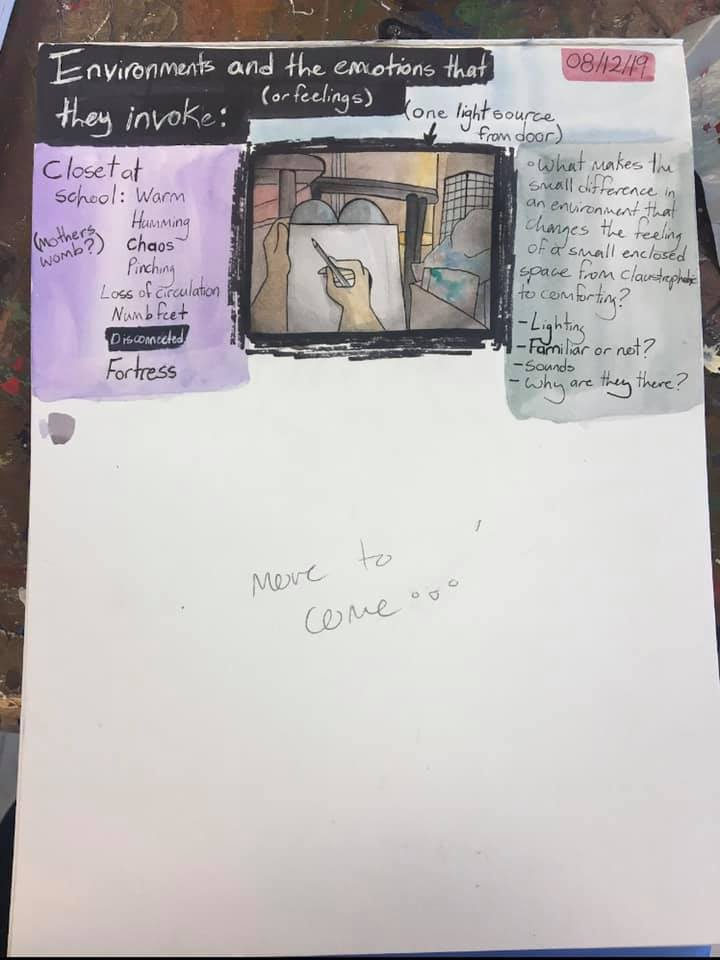 Environments and the emotions that
(or feelings)
they invoke:
08/12/19
(one light source
from door)
Closet at
school: Warm
Humming
(Mothers
womb?)
Chaos
Pinching
Loss of circulation
Numb feet
Disconnected
Fortress
• What makes the
small difference in
an environment that
changes the feeling
of a small enclosed
space from claustrophobic
to comforting?
- Lighting
- Familiar or not?
- Sounds
- Why are they there?
more to
come...